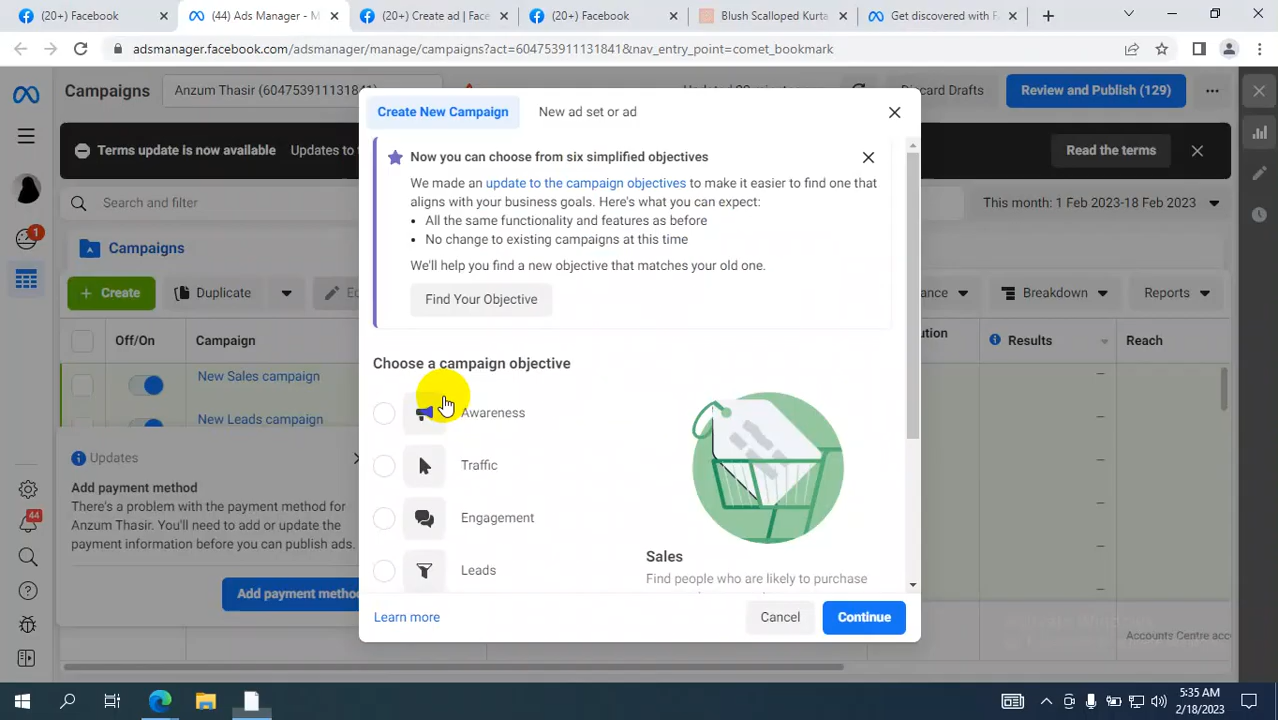 (20+) Facebook
(44) Ads Manager - M
(20+) Create ad | Face
(20+) Facebook
Blush Scalloped Kurta
Get discovered with F
adsmanager.facebook.com/adsmanager/manage/campaigns?act=604753911131841&nav_entry_point=comet_bookmark
Campaigns
Anzum Thasir (604753911131841)
Discard Drafts
Review and Publish (129)
Create New Campaign
New ad set or ad
Terms update is now available
Updates to t
Read the terms
Now you can choose from six simplified objectives
We made an update to the campaign objectives to make it easier to find one that
aligns with your business goals. Here's what you can expect:
• All the same functionality and features as before
• No change to existing campaigns at this time
We'll help you find a new objective that matches your old one.
Find Your Objective
Search and filter
This month: 1 Feb 2023-18 Feb 2023
1
Campaigns
+ Create
Duplicate
Breakdown
Reports
Off/On
Campaign
Results
Reach
New Sales campaign
New Leads campaign
Choose a campaign objective
Awareness
Traffic
Engagement
Leads
Sales
Find people who are likely to purchase
Updates
Add payment method
There's a problem with the payment method for
Anzum Thasir. You'll need to add or update the
payment information before you can publish ads.
Add payment method
44
Learn more
Cancel
Continue
Accounts Centre acc
5:35 AM
2/18/2023